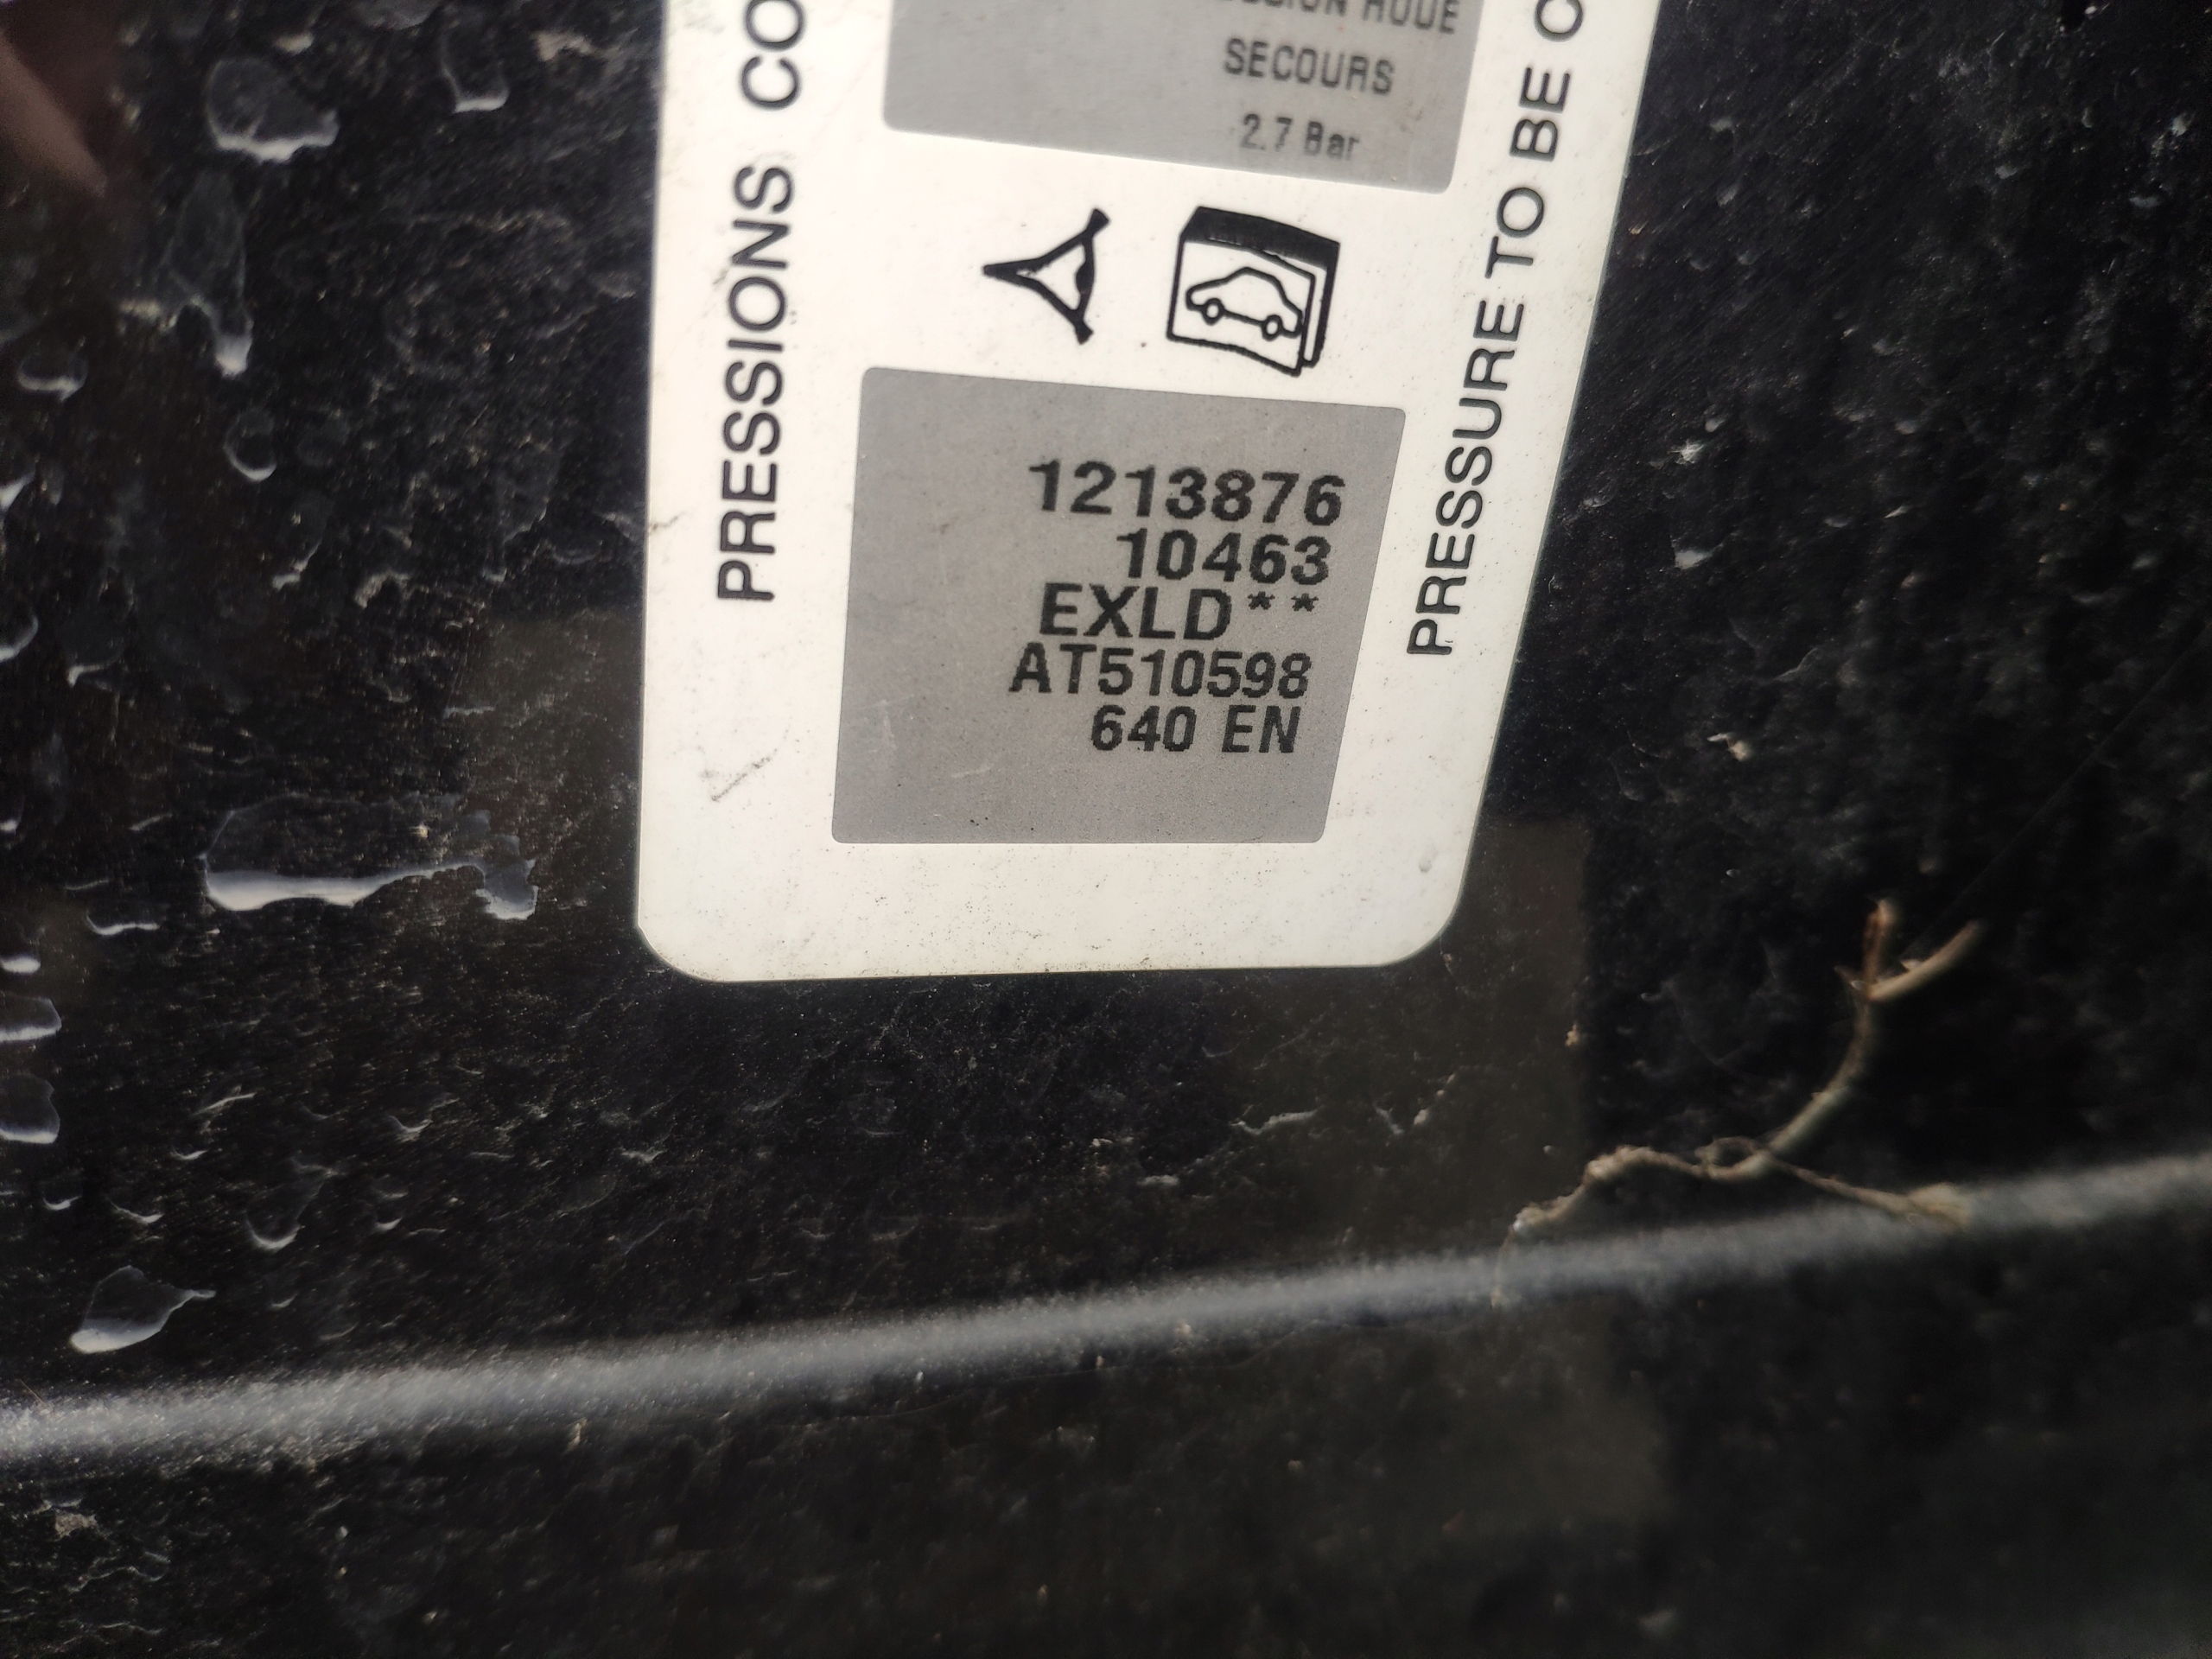 SECOURS
2.7 Bar
PRESSIONS CO
PRESSURE TO BE C
1213876
10463
EXLD**
AT510598
640 EN